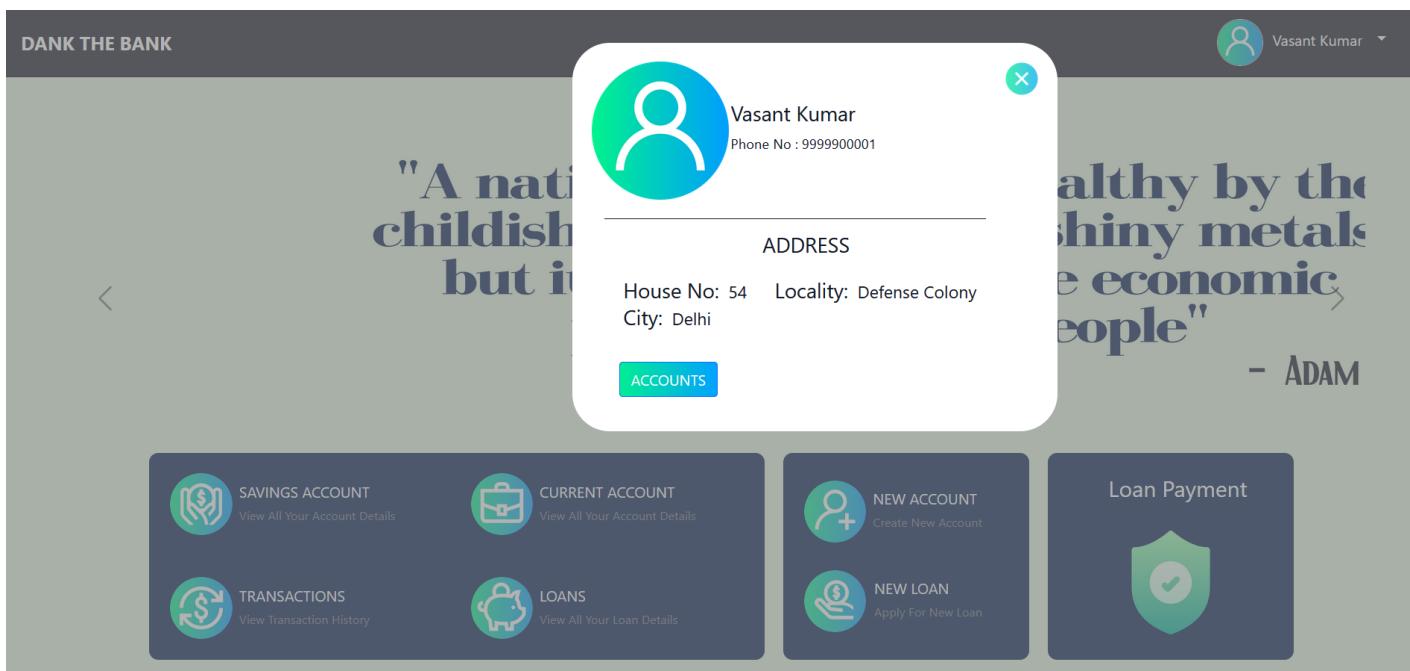 DANK THE BANK
Vasant Kumar
Vasant Kumar
Phone No : 9999900001
ADDRESS
House No: 54 Locality: Defense Colony
City: Delhi
ACCOUNTS
"A althy by the
childish shiny metals
but economic
"
- ADAM
SAVINGS ACCOUNT
View All Your Account Details
CURRENT ACCOUNT
View All Your Account Details
TRANSACTIONS
View Transaction History
LOANS
View All Your Loan Details
NEW ACCOUNT
Create New Account
NEW LOAN
Apply For New Loan
Loan Payment